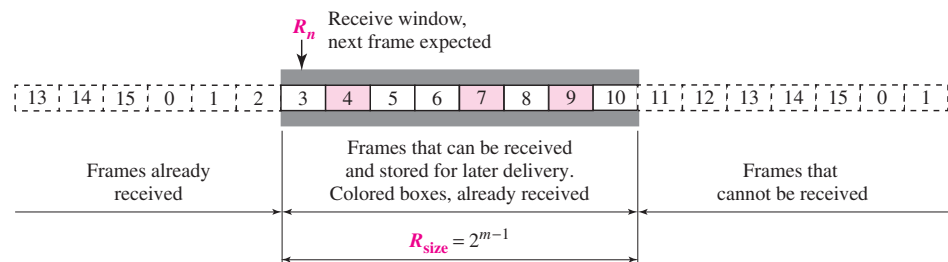 Rn
Receive window,
next frame expected
13 14 15 0 1 2 3 4 5 6 7 8 9 10 11 12 13 14 15 0 1
Frames already
received
Frames that can be received
and stored for later delivery.
Colored boxes, already received
Frames that
cannot be received
Rsize = 2^m−1